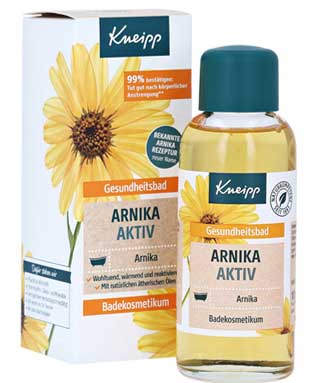 Kneipp
99% bestätigen:
Tut gut nach körperlicher
Anstrengung**
BEKANNTE
ARNIKA
REZEPTUR
neuer Name
Gesundheitsbad
ARNIKA
AKTIV
Arnika
• Wohltuend, wärmend und
• Mit natürlichen ätherischen Ölen
Badekosmetikum
Kneipp
Gesundheitsbad
ARNIKA
AKTIV
Arnika
Badekosmetikum